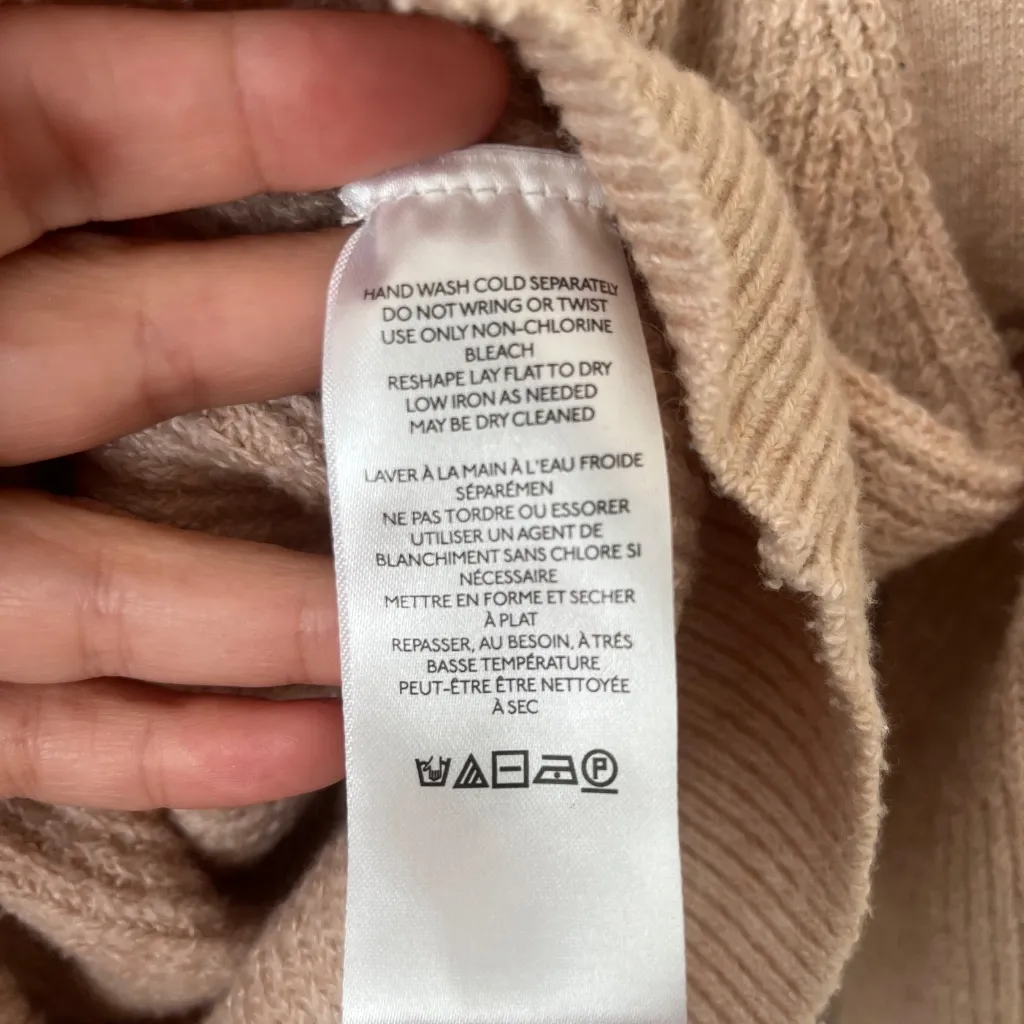 HAND WASH COLD SEPARATELY
DO NOT WRING OR TWIST
USE ONLY NON-CHLORINE
BLEACH
RESHAPE LAY FLAT TO DRY
LOW IRON AS NEEDED
MAY BE DRY CLEANED
LAVER À LA MAIN À L'EAU FROIDE
SÉPARÉMEN
NE PAS TORDRE OU ESSORER
UTILISER UN AGENT DE
BLANCHIMENT SANS CHLORE SI
NÉCESSAIRE
METTRE EN FORME ET SECHER
À PLAT
REPASSER, AU BESOIN, À TRÉS
BASSE TEMPÉRATURE
PEUT-ÊTRE ÊTRE NETTOYÉE
À SEC
P